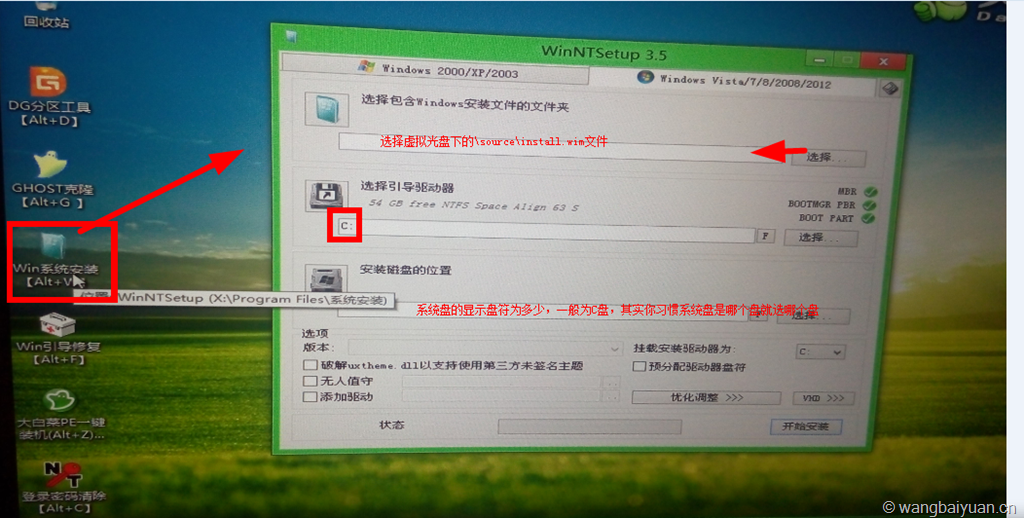 回收站
DG分区工具
【Alt+D】
GHOST克隆
【Alt+G 】
Win系统安装
【Alt+V】
WinNTSetup (X:\Program Files\系统安装)
Win引导修复
【Alt+F】
大白菜PE一键
装机(Alt+Z)...
登录密码清除
【Alt+C】
WinNTSetup 3.5
Windows 2000/XP/2003
Windows Vista/7/8/2008/2012
选择包含Windows安装文件的文件夹
选择虚拟光盘下的\source\install.wim文件
选择...
选择引导驱动器
54 GB free NTFS Space Align 63 S
MBR
BOOTMGR PBR
BOOT PART
C:
F
选择...
安装磁盘的位置
系统盘的显示盘符为多少，一般为C盘，其实你习惯系统盘是哪个盘就选哪个盘
选择...
选项
版本:
挂载安装驱动器为:
C:
破解uxtheme.dll以支持使用第三方未签名主题
预分配驱动器盘符
无人值守
添加驱动
优化调整 >>>
VHD >>>
状态
开始安装
Da
© wangbaiyuan.cn